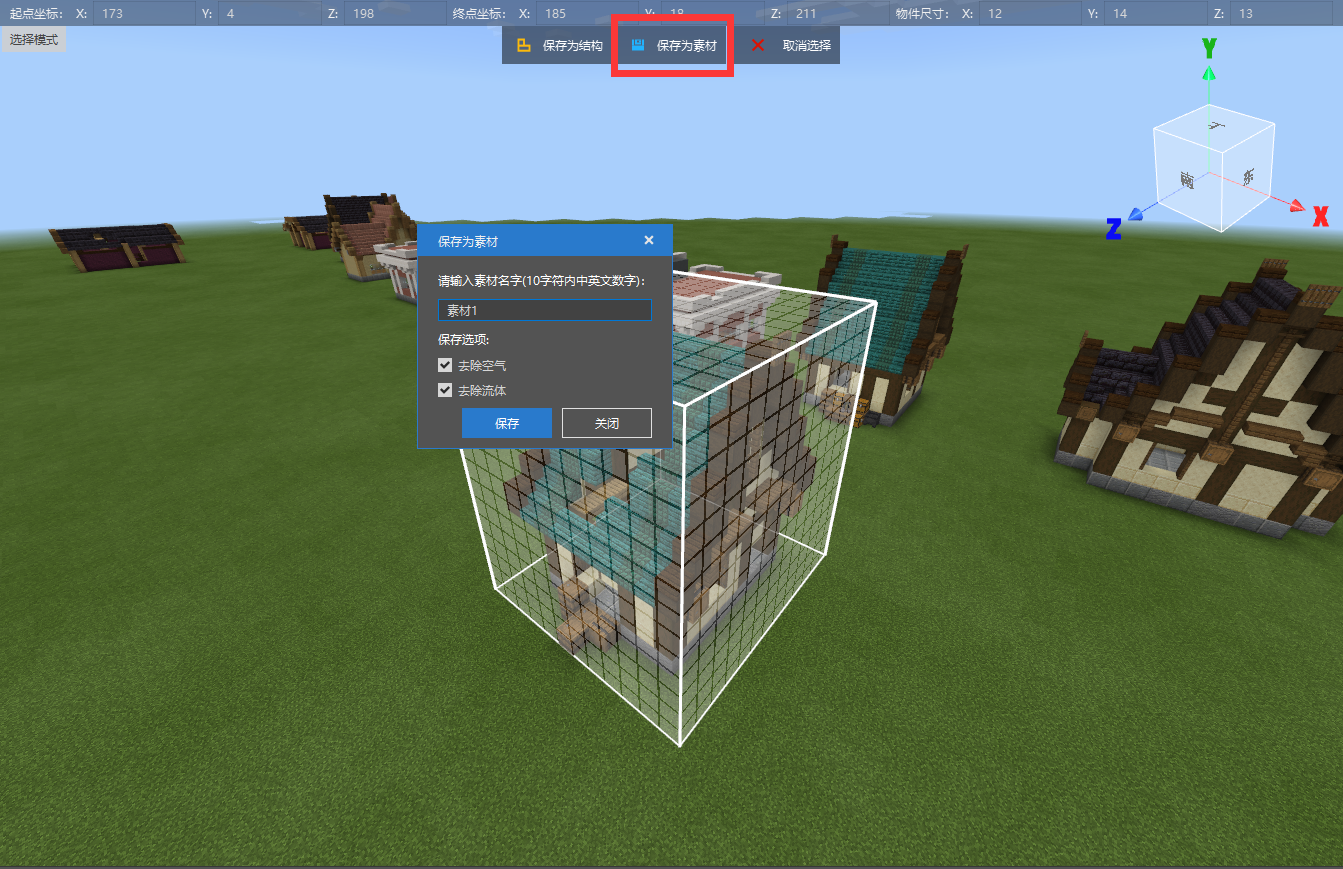 起点坐标: X: 173 Y: 4 Z: 198 终点坐标: X: 185 Y: 18 Z: 211 物件尺寸: X: 12 Y: 14 Z: 13
选择模式
保存为结构 保存为素材 取消选择
Y
上
南 东
X
Z
保存为素材
请输入素材名字(10字符内中英文数字):
素材1
保存选项:
去除空气
去除流体
保存 关闭